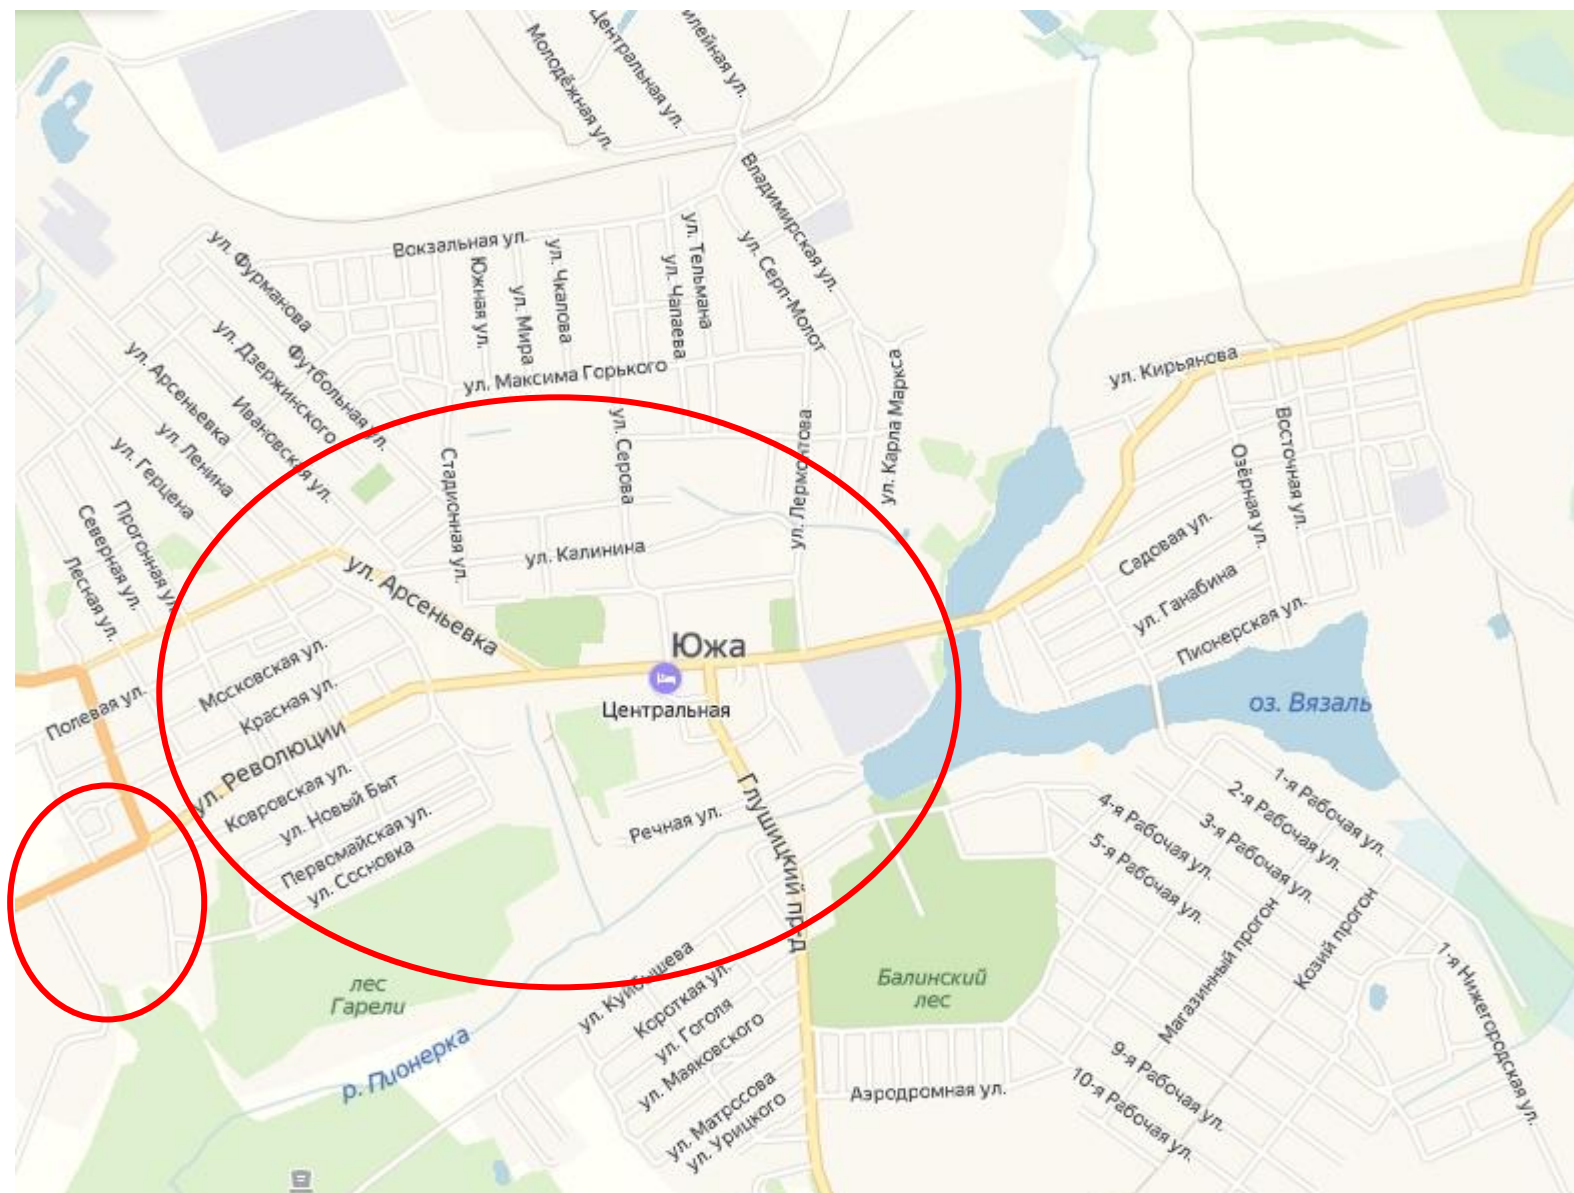 Молодёжная ул.
Центральная ул.
илейная ул.
Владимирская ул.
ул. Серп-Молот
ул. Тельмана
ул. Чапаева
Вокзальная ул.
Южная ул.
ул. Мира
ул. Чкалова
ул. Фурманова
Футбольная ул.
ул. Дзержинского
Ивановская ул.
ул. Арсеньевка
ул. Ленина
ул. Герцена
Прогонная ул.
Северная ул.
Лесная ул.
ул. Максима Горького
ул. Карла Маркса
ул. Кирьянова
Стадионная ул.
ул. Серова
ул. Лермонтова
Озёрная ул.
Восточная ул.
ул. Калинина
ул. Арсеньевка
Садовая ул.
ул. Ганабина
Пионерская ул.
Южа
Центральная
оз. Вязаль
Полевая ул.
Московская ул.
Красная ул.
ул. Революции
Ковровская ул.
ул. Новый Быт
Первомайская ул.
ул. Сосновка
Речная ул.
Глушицкий пр-д
1-я Рабочая ул.
2-я Рабочая ул.
3-я Рабочая ул.
4-я Рабочая ул.
5-я Рабочая ул.
Магазинный прогон
Козий прогон
1-я Нижегородская ул.
лес
Гарели
Балинский
лес
р. Пионерка
ул. Куйбышева
Короткая ул.
ул. Гоголя
ул. Маяковского
ул. Матросова
ул. Урицкого
Аэродромная ул.
9-я Рабочая ул.
10-я Рабочая ул.